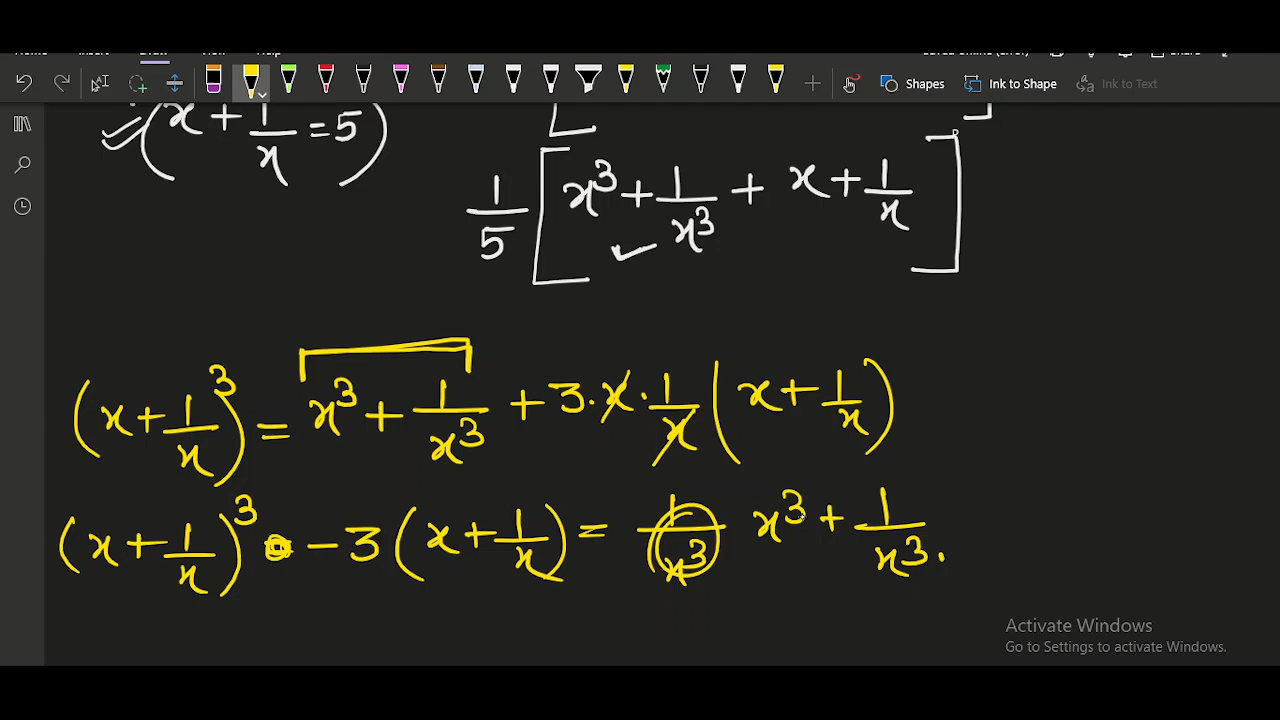 (x + 1/x = 5)
1/5 [x³ + 1/x³ + x + 1/x]
(x + 1/x)³ = x³ + 1/x³ + 3·x·1/x (x + 1/x)
(x + 1/x)³ - 3(x + 1/x) = x³ + 1/x³.
Shapes Ink to Shape Ink to Math
Activate Windows
Go to Settings to activate Windows.